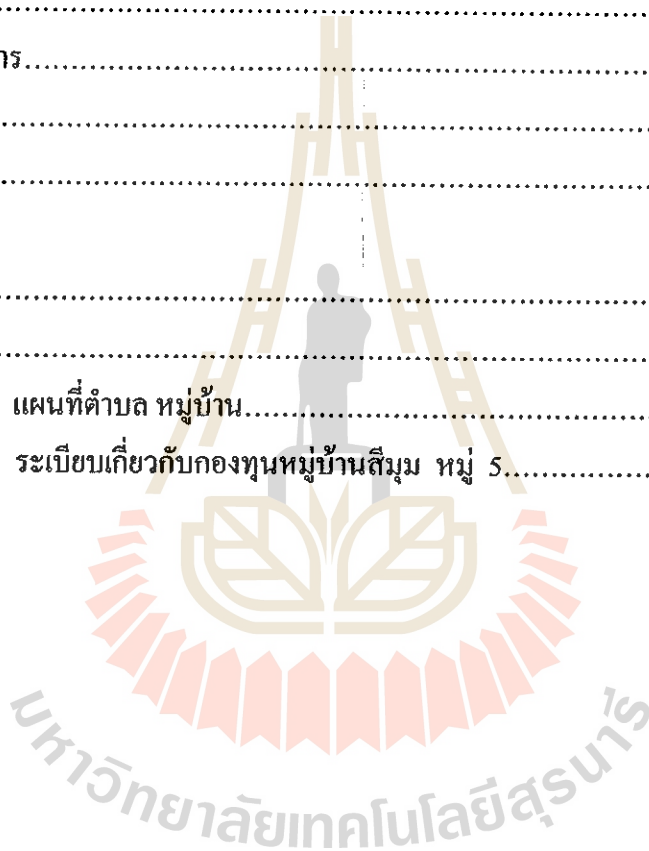 ............................................................
าร............................................................
............................................................
............................................................
............................................................
............................................................
แผนที่ตำบล หมู่บ้าน............................................................
ระเบียบเกี่ยวกับกองทุนหมู่บ้านสีมุม หมู่ 5..................
มหาวิทยาลัยเทคโนโลยีสุรนารี